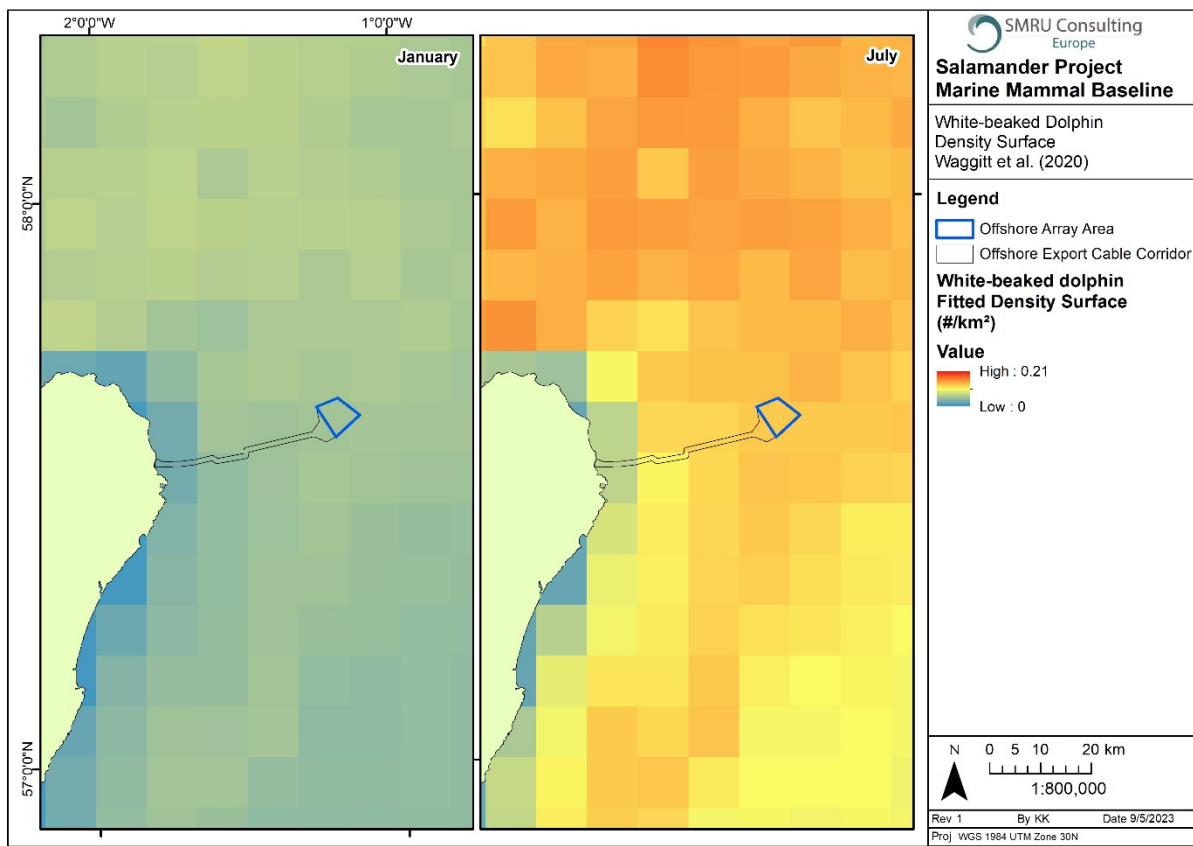 2°0'0"W
1°0'0"W
58°0'0"N
57°0'0"N
January
July
SMRU Consulting
Europe
Salamander Project
Marine Mammal Baseline
White-beaked Dolphin
Density Surface
Waggitt et al. (2020)
Legend
Offshore Array Area
Offshore Export Cable Corridor
White-beaked dolphin
Fitted Density Surface
(#/km²)
Value
High : 0.21
Low : 0
N
0 5 10 20 km
1:800,000
Rev 1 By KK Date 9/5/2023
Proj WGS 1984 UTM Zone 30N